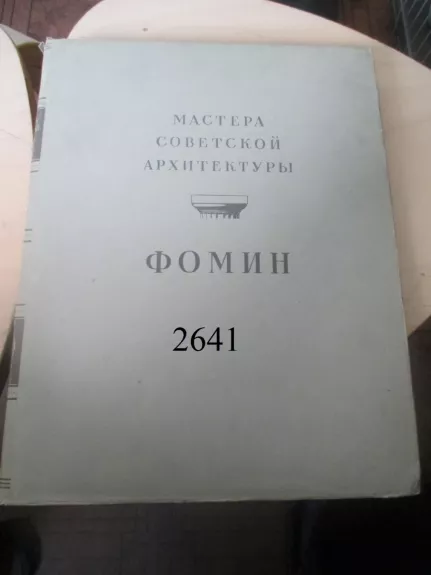 МАСТЕРА
СОВЕТСКОЙ
АРХИТЕКТУРЫ
ФОМИН
2641